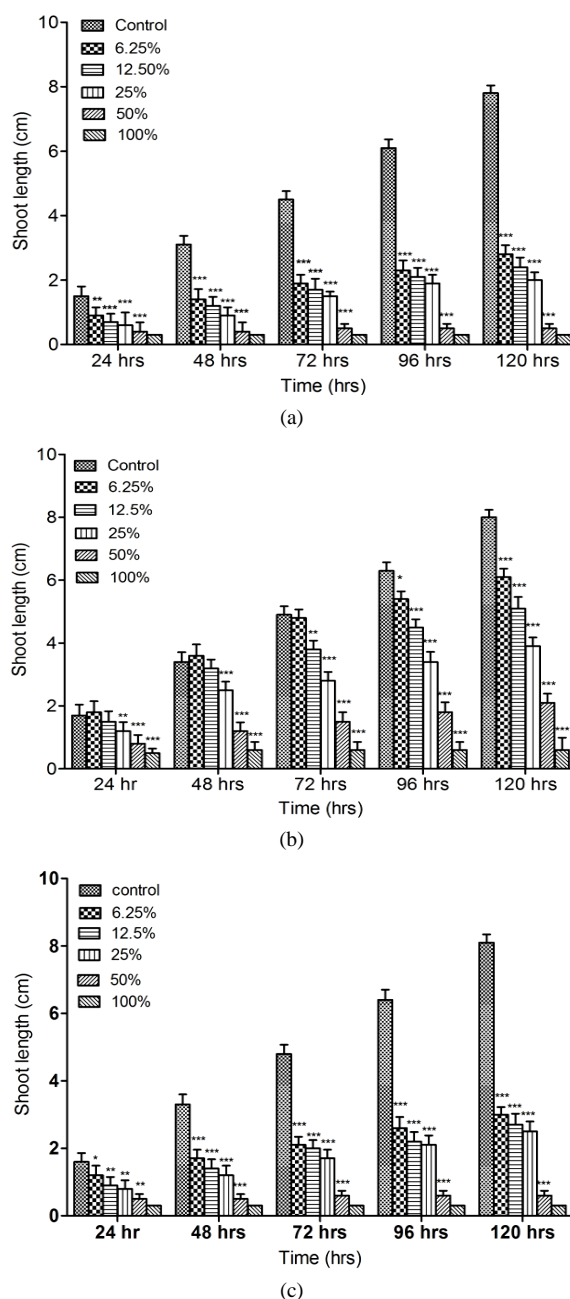 10
8
6
4
2
0
Shoot length (cm)
Control
6.25%
12.50%
25%
50%
100%
** *** *** ***
*** *** *** ***
*** *** *** ***
*** *** *** ***
*** *** *** ***
24 hrs 48 hrs 72 hrs 96 hrs 120 hrs
Time (hrs)
(a)
10
8
6
4
2
0
Shoot length (cm)
Control
6.25%
12.5%
25%
50%
100%
** *** ***
*** *** ***
** *** *** ***
* *** *** *** ***
*** *** *** *** ***
24 hr 48 hrs 72 hrs 96 hrs 120 hrs
Time (hrs)
(b)
10
8
6
4
2
0
Shoot length (cm)
control
6.25%
12.5%
25%
50%
100%
* ** ** **
*** *** *** ***
*** *** *** ***
*** *** *** ***
*** *** *** ***
24 hr 48 hrs 72 hrs 96 hrs 120 hrs
Time (hrs)
(c)